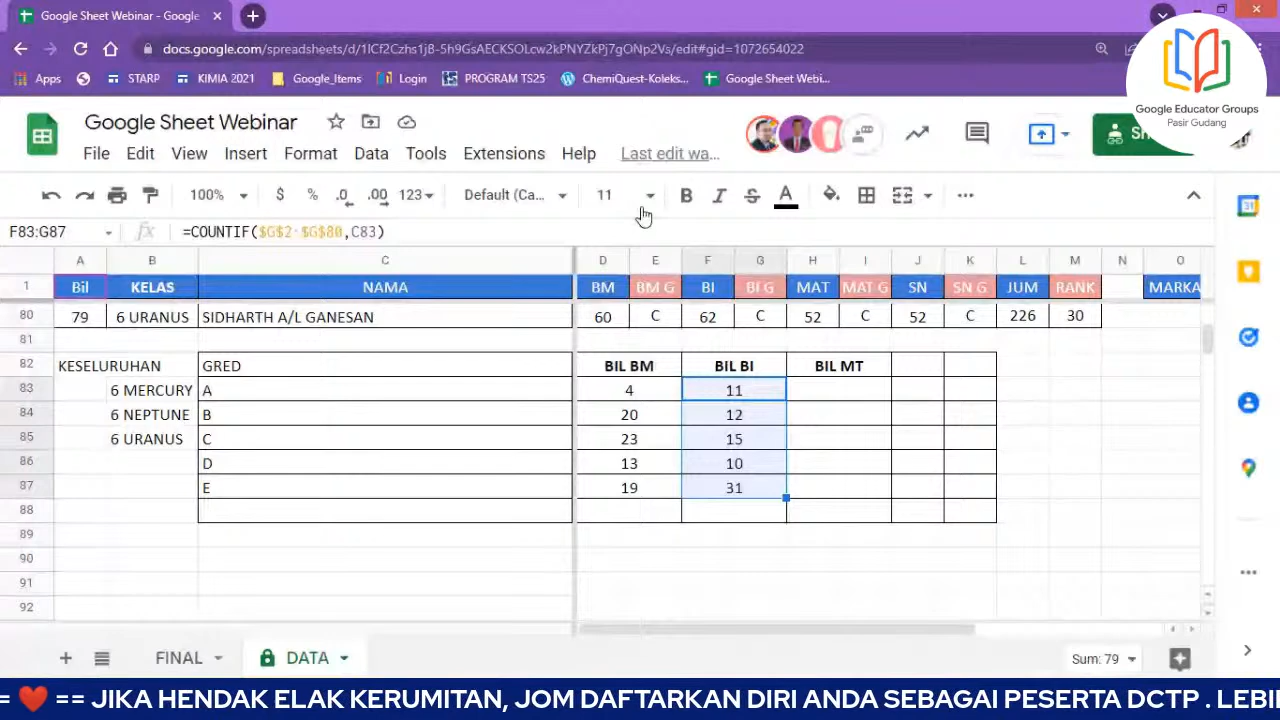 Google Sheet Webinar - Google
docs.google.com/spreadsheets/d/1lCf2Czhs1j8-5h9GsAECKSOLcw2kPNYZkPj7gONp2Vs/edit#gid=1072654022
Apps STARP KIMIA 2021 Google_Items Login PROGRAM TS25 ChemiQuest-Koleks... Google Sheet Webi...
Google Educator Groups
Pasir Gudang
Google Sheet Webinar
File Edit View Insert Format Data Tools Extensions Help Last edit wa...
100% $ % .0 .00 123 Default (Ca... 11 B I S A
F83:G87 fx =COUNTIF($G$2:$G$80,C83)
A B C D E F G H I J K L M N O
1 Bil KELAS NAMA BM BM G BI BI G MAT MAT G SN SN G JUM RANK MARKA
80 79 6 URANUS SIDHARTH A/L GANESAN 60 C 62 C 52 C 52 C 226 30
81
82 KESELURUHAN GRED BIL BM BIL BI BIL MT
83 6 MERCURY A 4 11
84 6 NEPTUNE B 20 12
85 6 URANUS C 23 15
86 D 13 10
87 E 19 31
88
89
90
91
92
FINAL DATA Sum: 79
== JIKA HENDAK ELAK KERUMITAN, JOM DAFTARKAN DIRI ANDA SEBAGAI PESERTA DCTP . LEBI